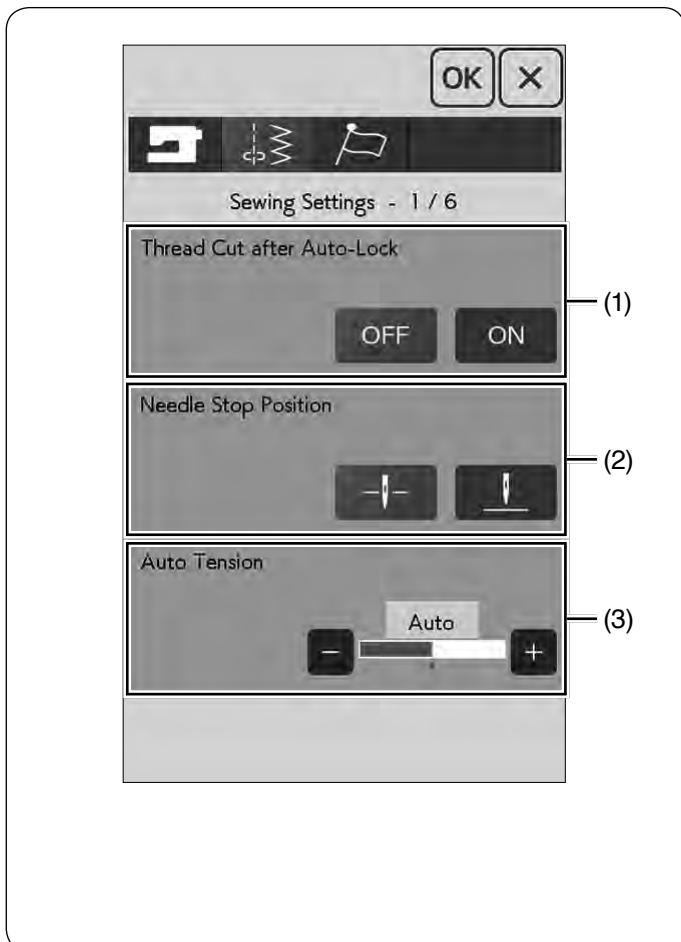 OK ×
Sewing Settings - 1 / 6
Thread Cut after Auto-Lock
(1)
OFF ON
Needle Stop Position
(2)
Auto Tension
(3)
Auto
- +